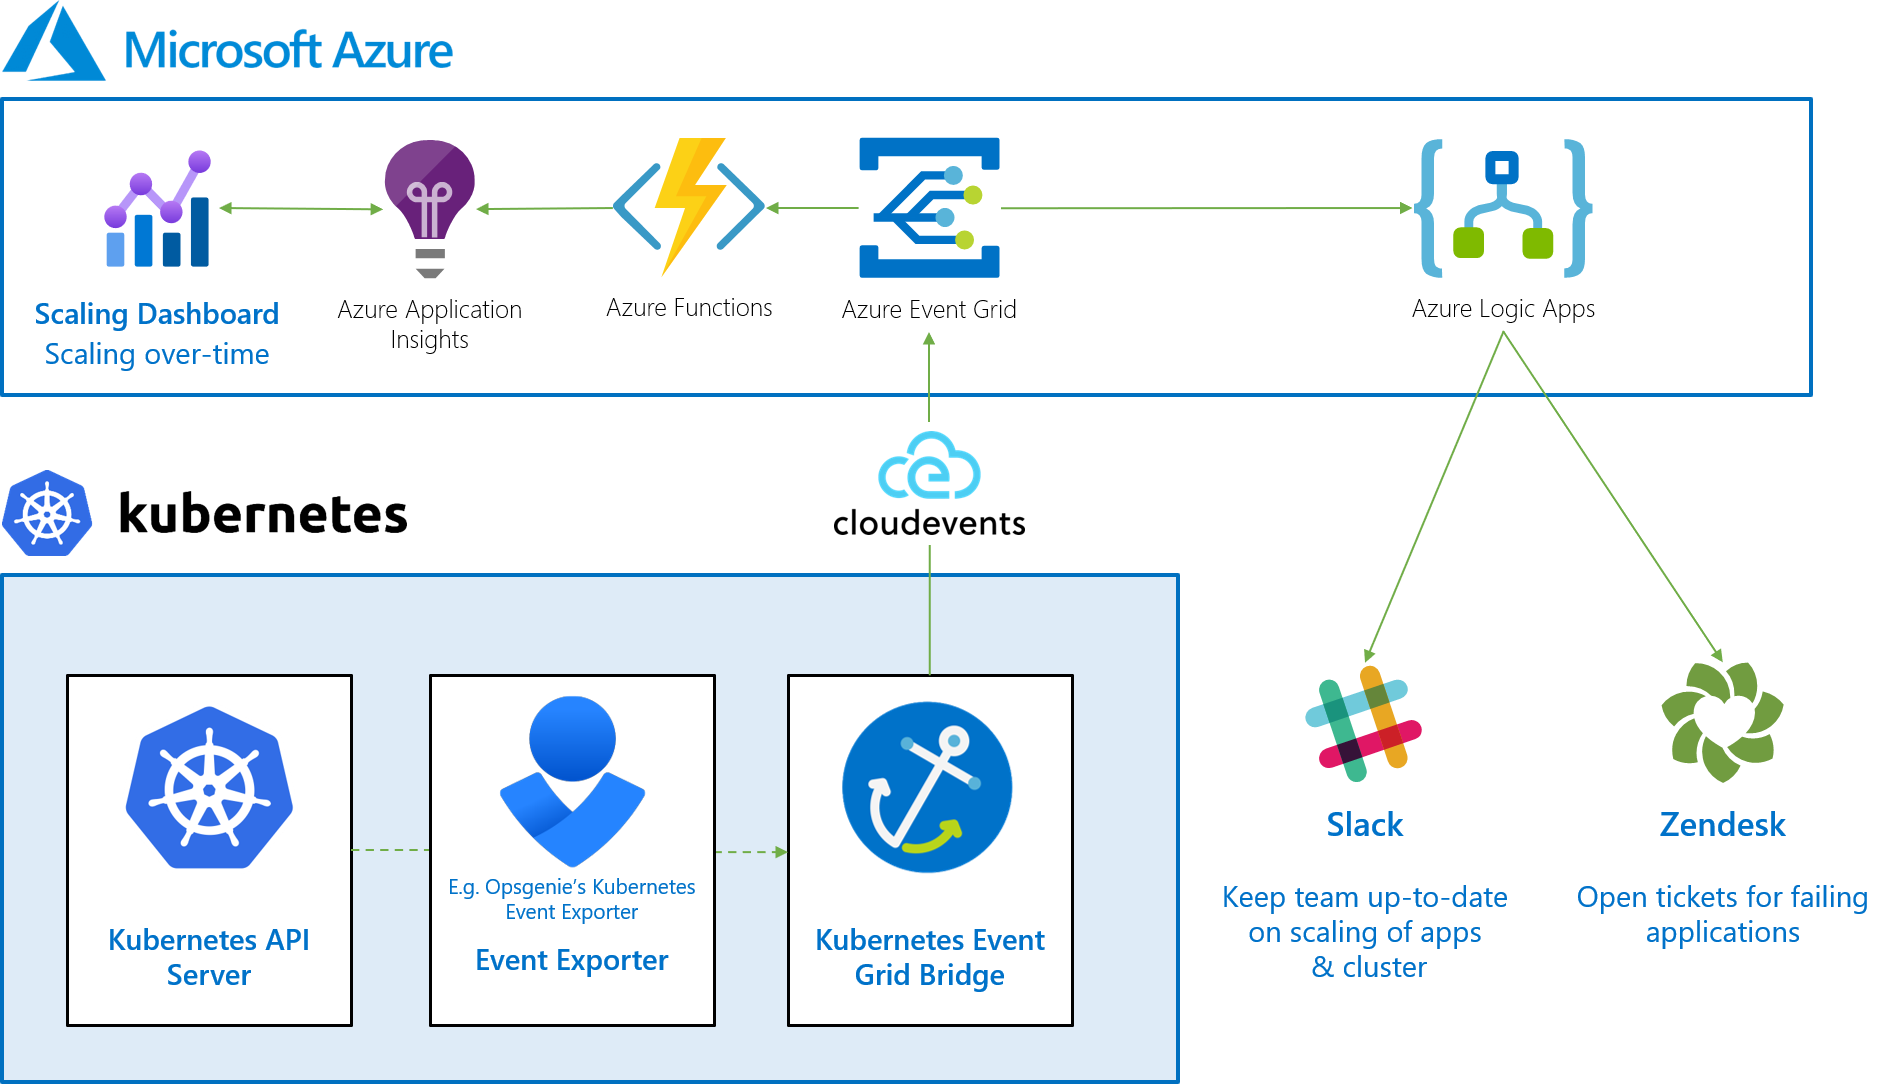 Microsoft Azure
Scaling Dashboard
Scaling over-time
Azure Application
Insights
Azure Functions
Azure Event Grid
Azure Logic Apps
kubernetes
cloudevents
E.g. Opsgenie’s Kubernetes
Event Exporter
Kubernetes API
Server
Event Exporter
Kubernetes Event
Grid Bridge
Slack
Keep team up-to-date
on scaling of apps
& cluster
Zendesk
Open tickets for failing
applications